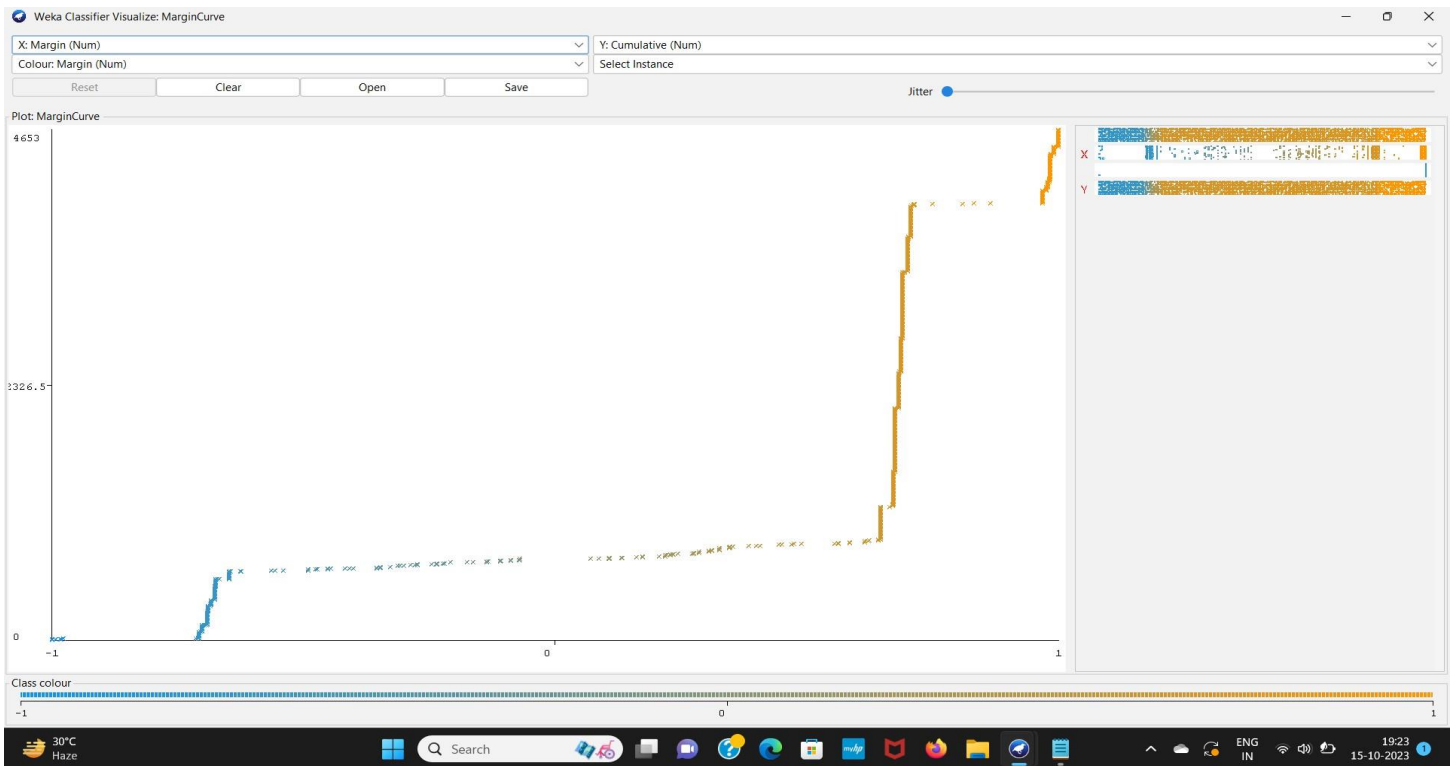 Weka Classifier Visualize: MarginCurve
X: Margin (Num)
Y: Cumulative (Num)
Colour: Margin (Num)
Select Instance
Reset
Clear
Open
Save
Jitter
Plot: MarginCurve
4653
2326.5
0
-1
0
1
X
Y
Class colour
-1
0
1
30°C
Haze
Search
ENG
IN
19:23
15-10-2023
1